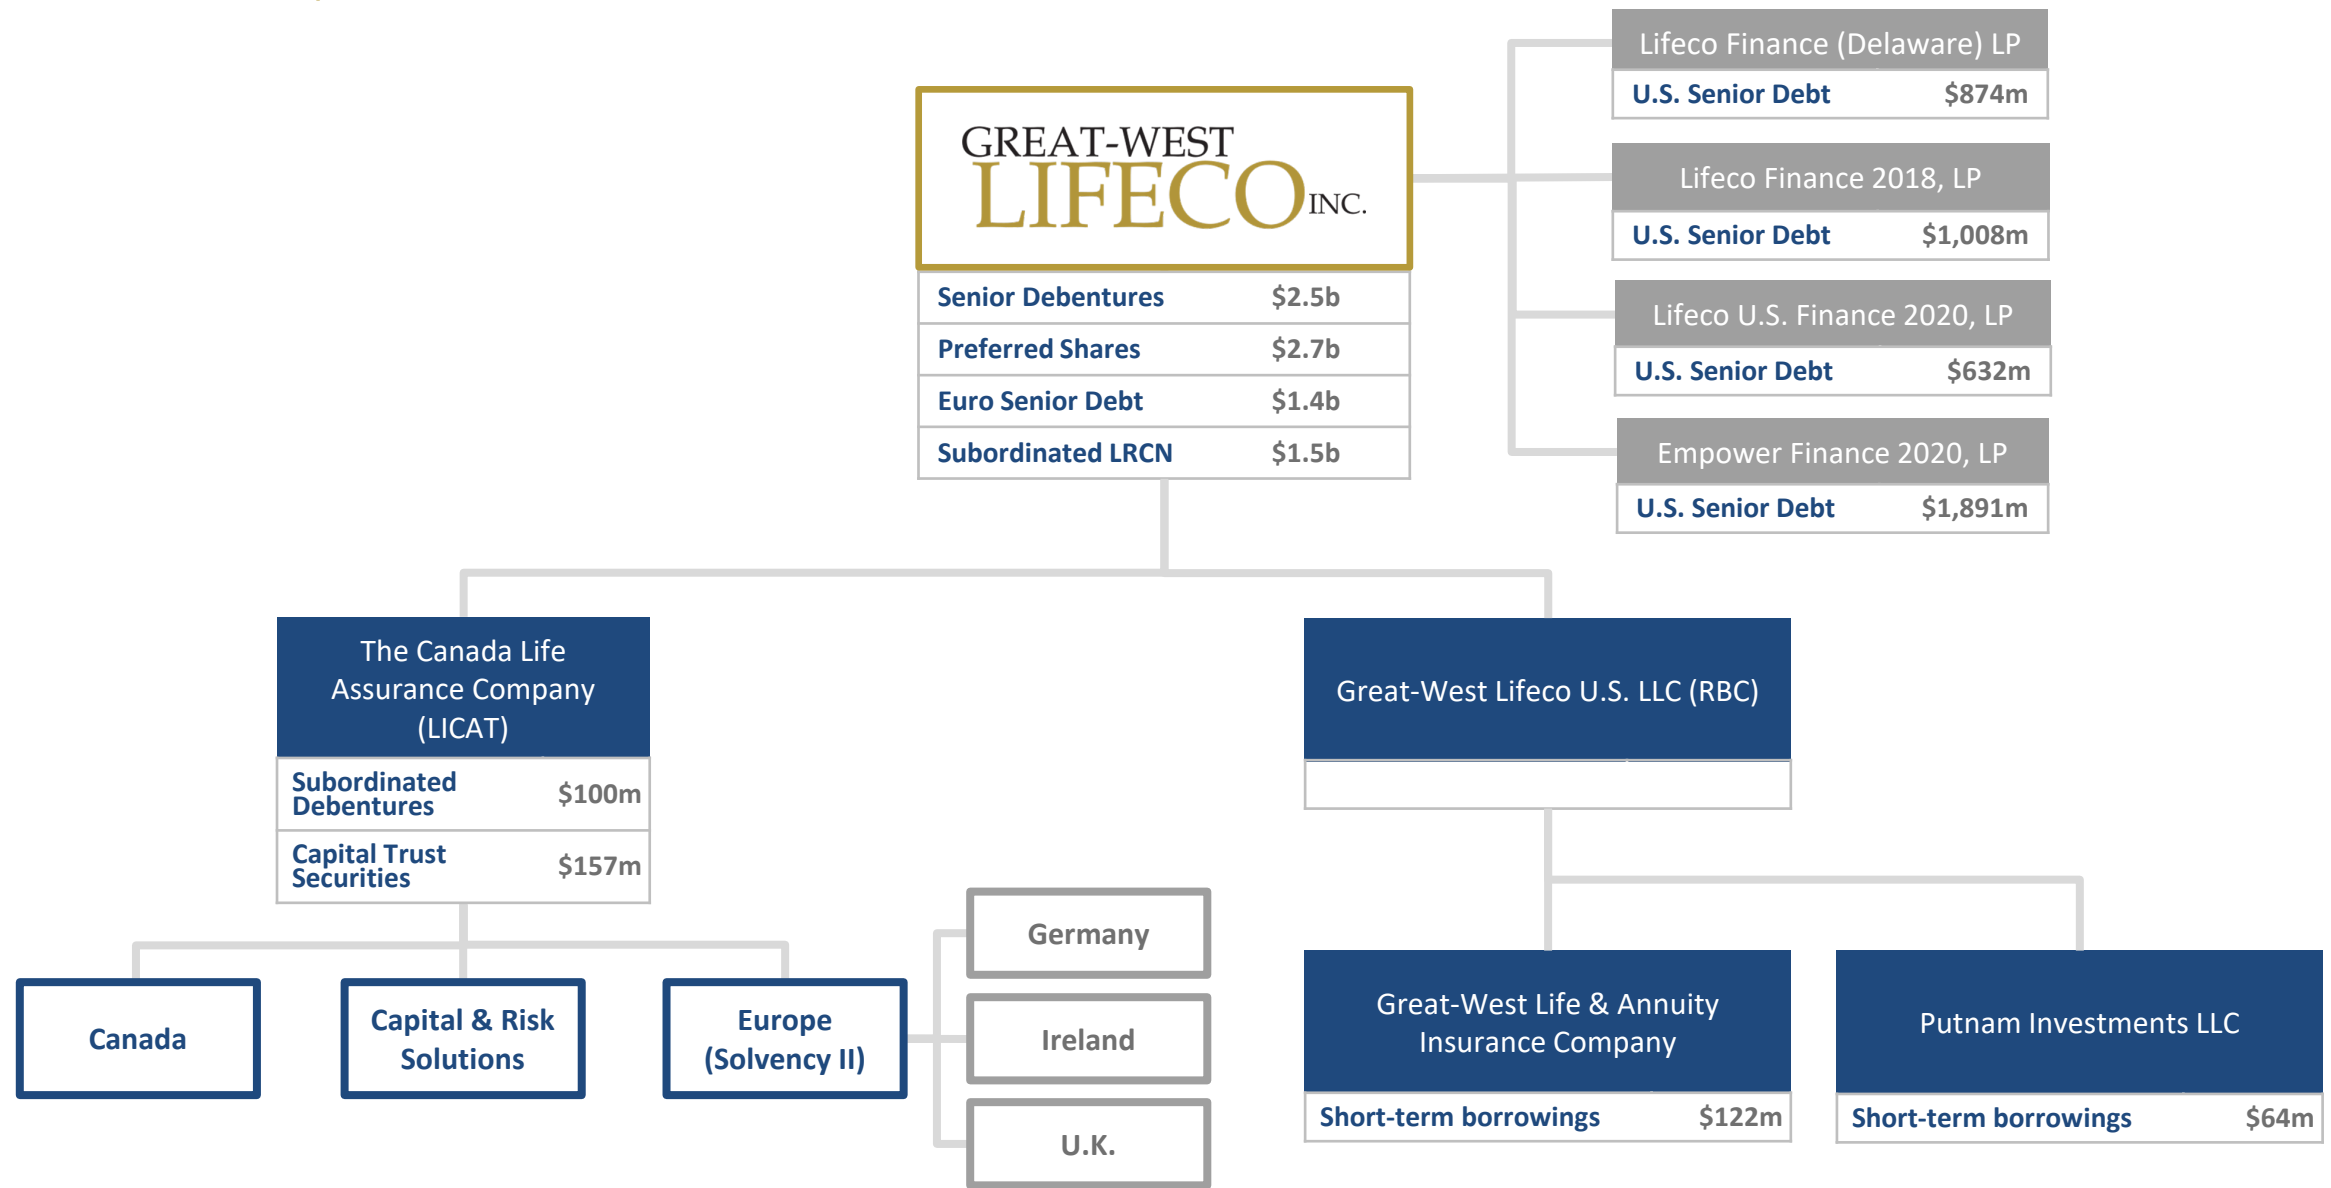 GREAT-WEST
LIFECO INC.
Senior Debentures $2.5b
Preferred Shares $2.7b
Euro Senior Debt $1.4b
Subordinated LRCN $1.5b
Lifeco Finance (Delaware) LP
U.S. Senior Debt $874m
Lifeco Finance 2018, LP
U.S. Senior Debt $1,008m
Lifeco U.S. Finance 2020, LP
U.S. Senior Debt $632m
Empower Finance 2020, LP
U.S. Senior Debt $1,891m
The Canada Life
Assurance Company
(LICAT)
Subordinated
Debentures $100m
Capital Trust
Securities $157m
Canada
Capital & Risk
Solutions
Europe
(Solvency II)
Germany
Ireland
U.K.
Great-West Lifeco U.S. LLC (RBC)
Great-West Life & Annuity
Insurance Company
Short-term borrowings $122m
Putnam Investments LLC
Short-term borrowings $64m